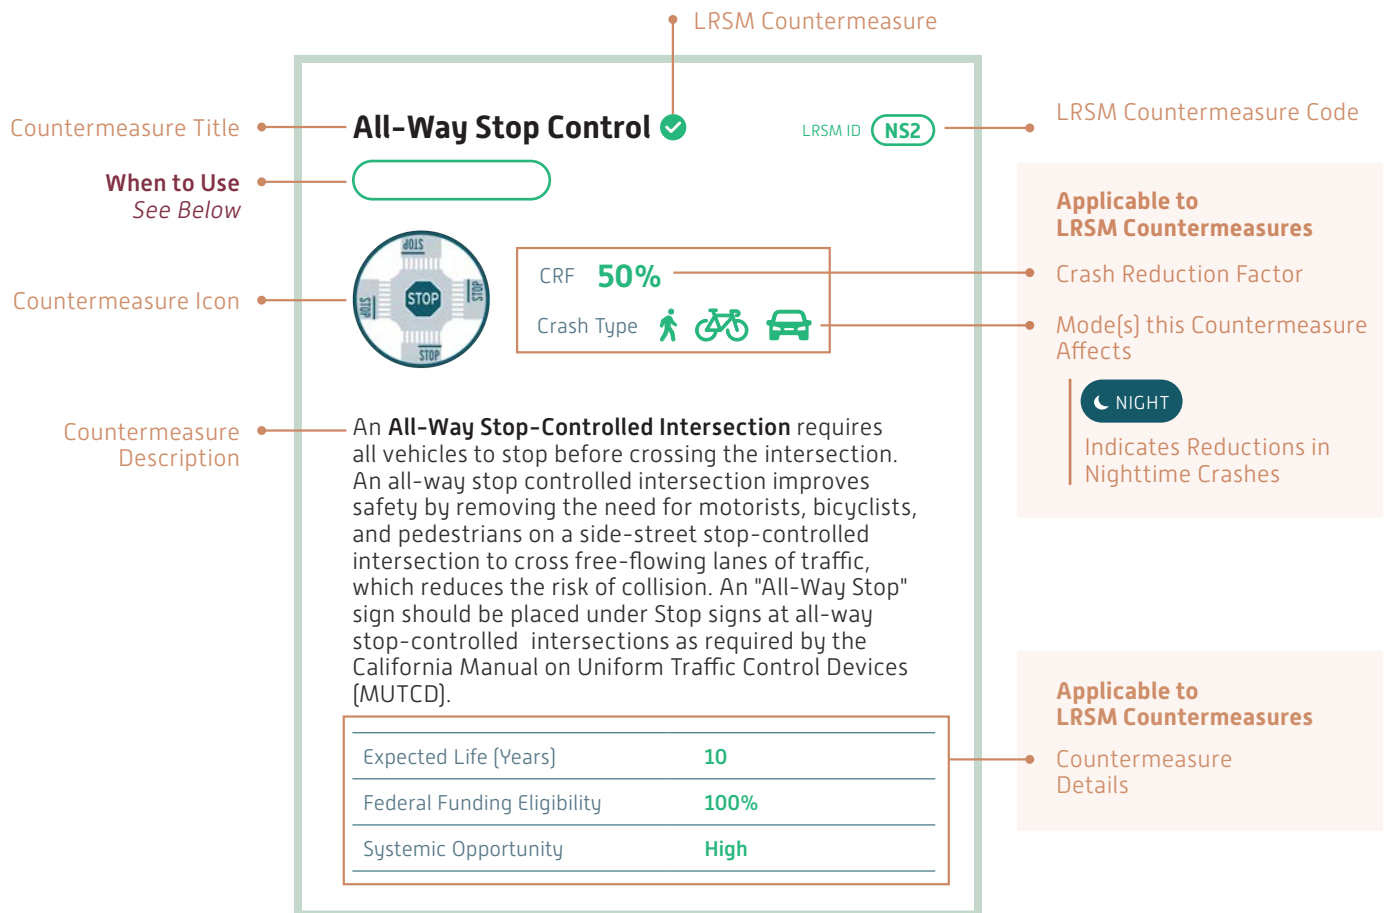 LRSM Countermeasure
Countermeasure Title
All-Way Stop Control
LRSM ID NS2
LRSM Countermeasure Code
When to Use
See Below
Applicable to
LRSM Countermeasures
Countermeasure Icon
STOP
STOP
STOP
STOP
STOP
CRF 50%
Crash Type
Crash Reduction Factor
Mode(s) this Countermeasure
Affects
NIGHT
Indicates Reductions in
Nighttime Crashes
Countermeasure
Description
An All-Way Stop-Controlled Intersection requires
all vehicles to stop before crossing the intersection.
An all-way stop controlled intersection improves
safety by removing the need for motorists, bicyclists,
and pedestrians on a side-street stop-controlled
intersection to cross free-flowing lanes of traffic,
which reduces the risk of collision. An "All-Way Stop"
sign should be placed under Stop signs at all-way
stop-controlled intersections as required by the
California Manual on Uniform Traffic Control Devices
(MUTCD).
Expected Life (Years) 10
Federal Funding Eligibility 100%
Systemic Opportunity High
Applicable to
LRSM Countermeasures
Countermeasure
Details